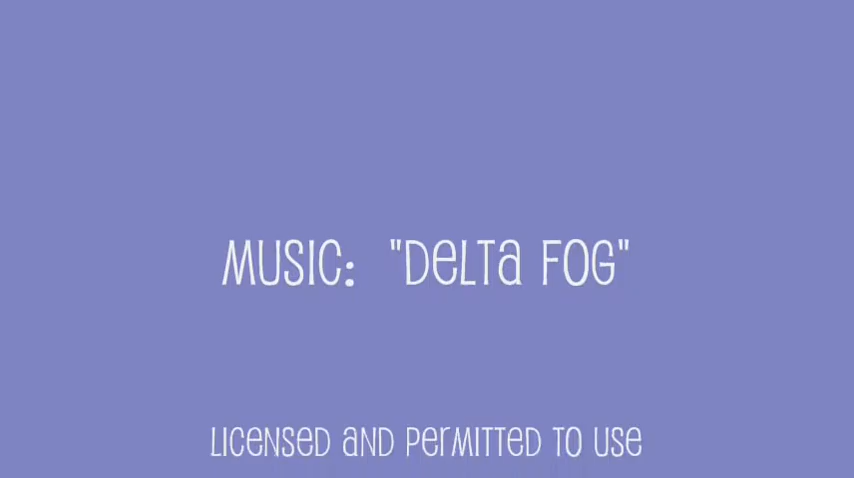 MUSIC: "DeLTa FOG"
LICeNSeD aND PeRMITTeD TO USe